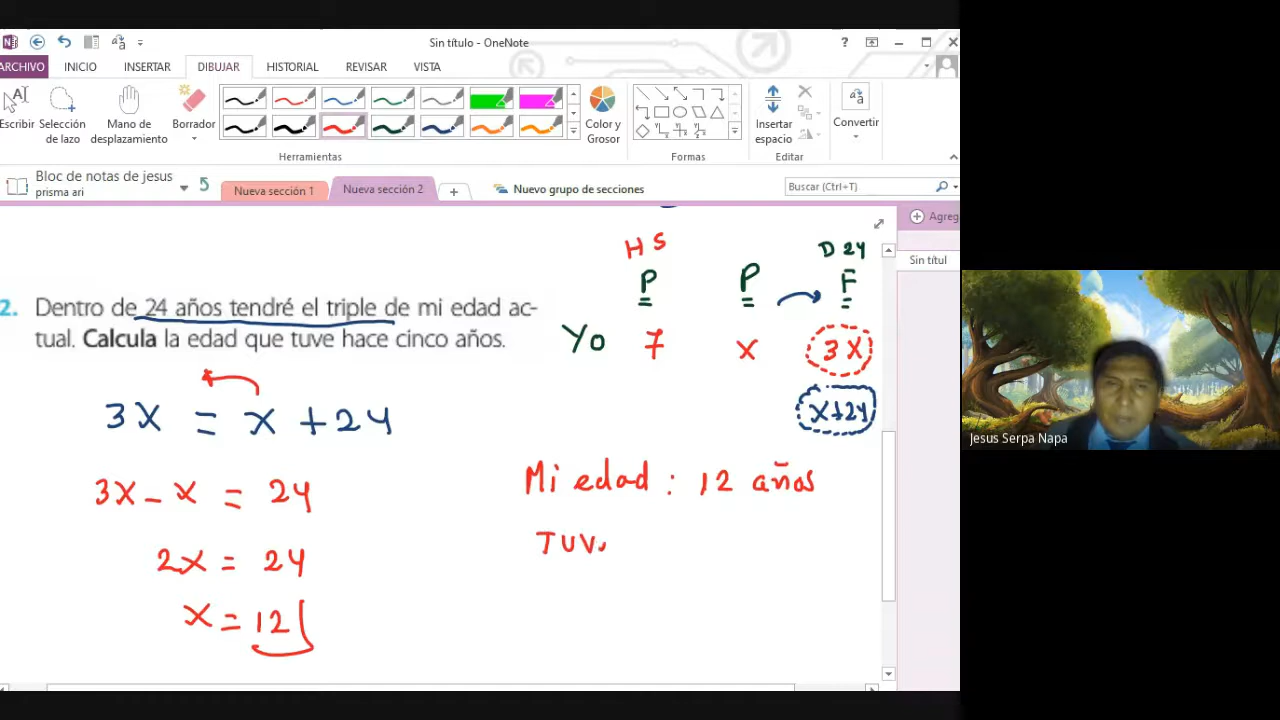 Sin título - OneNote
ARCHIVO INICIO INSERTAR DIBUJAR HISTORIAL REVISAR VISTA
Escribir
Selección de lazo
Mano de desplazamiento
Borrador
Color y Grosor
Insertar espacio
Convertir
Herramientas
Formas
Editar
Bloc de notas de jesus
prisma ari
Nueva sección 1
Nueva sección 2
Nuevo grupo de secciones
Buscar (Ctrl+T)
Agreg
Sin títul
2. Dentro de 24 años tendré el triple de mi edad ac-
tual. Calcula la edad que tuve hace cinco años.
3X = x + 24
3X - x = 24
2X = 24
X = 12
H 5 D 24
P P F
Yo 7 x 3X
x+24
Mi edad : 12 años
TUV
Jesus Serpa Napa